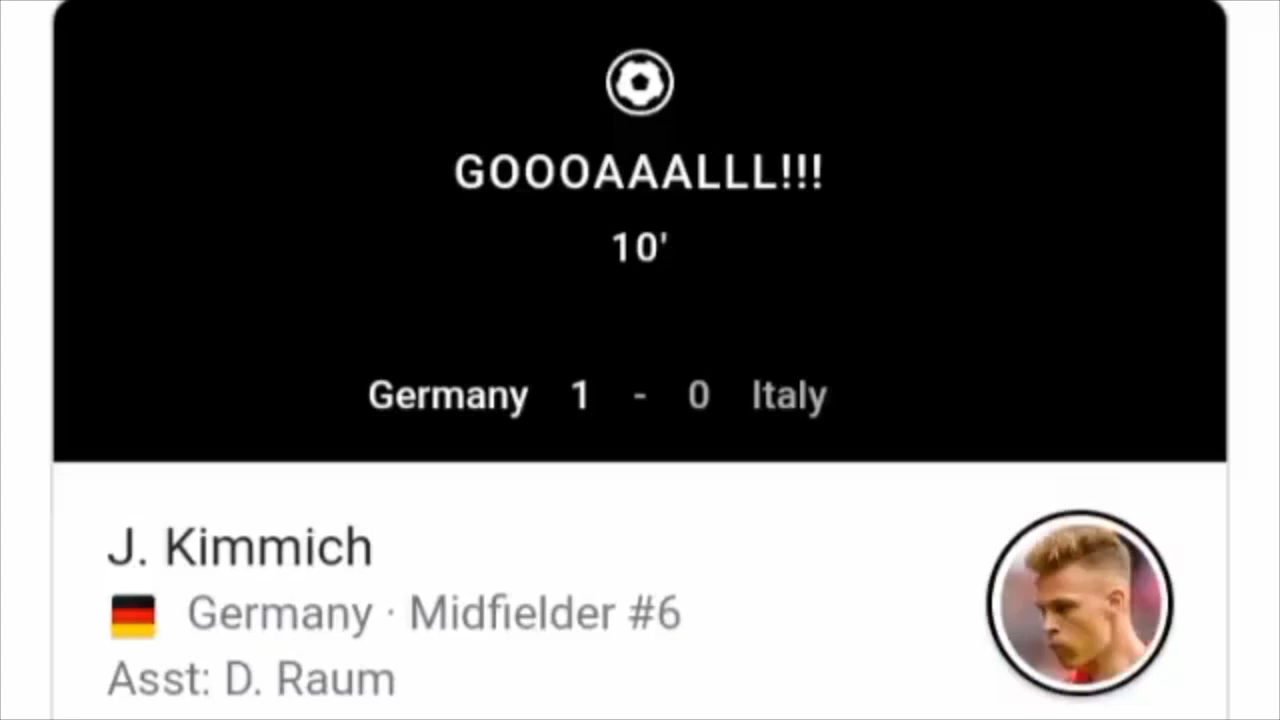 GOOOAAALLL!!!
10'
Germany 1 - 0 Italy
J. Kimmich
Germany · Midfielder #6
Asst: D. Raum